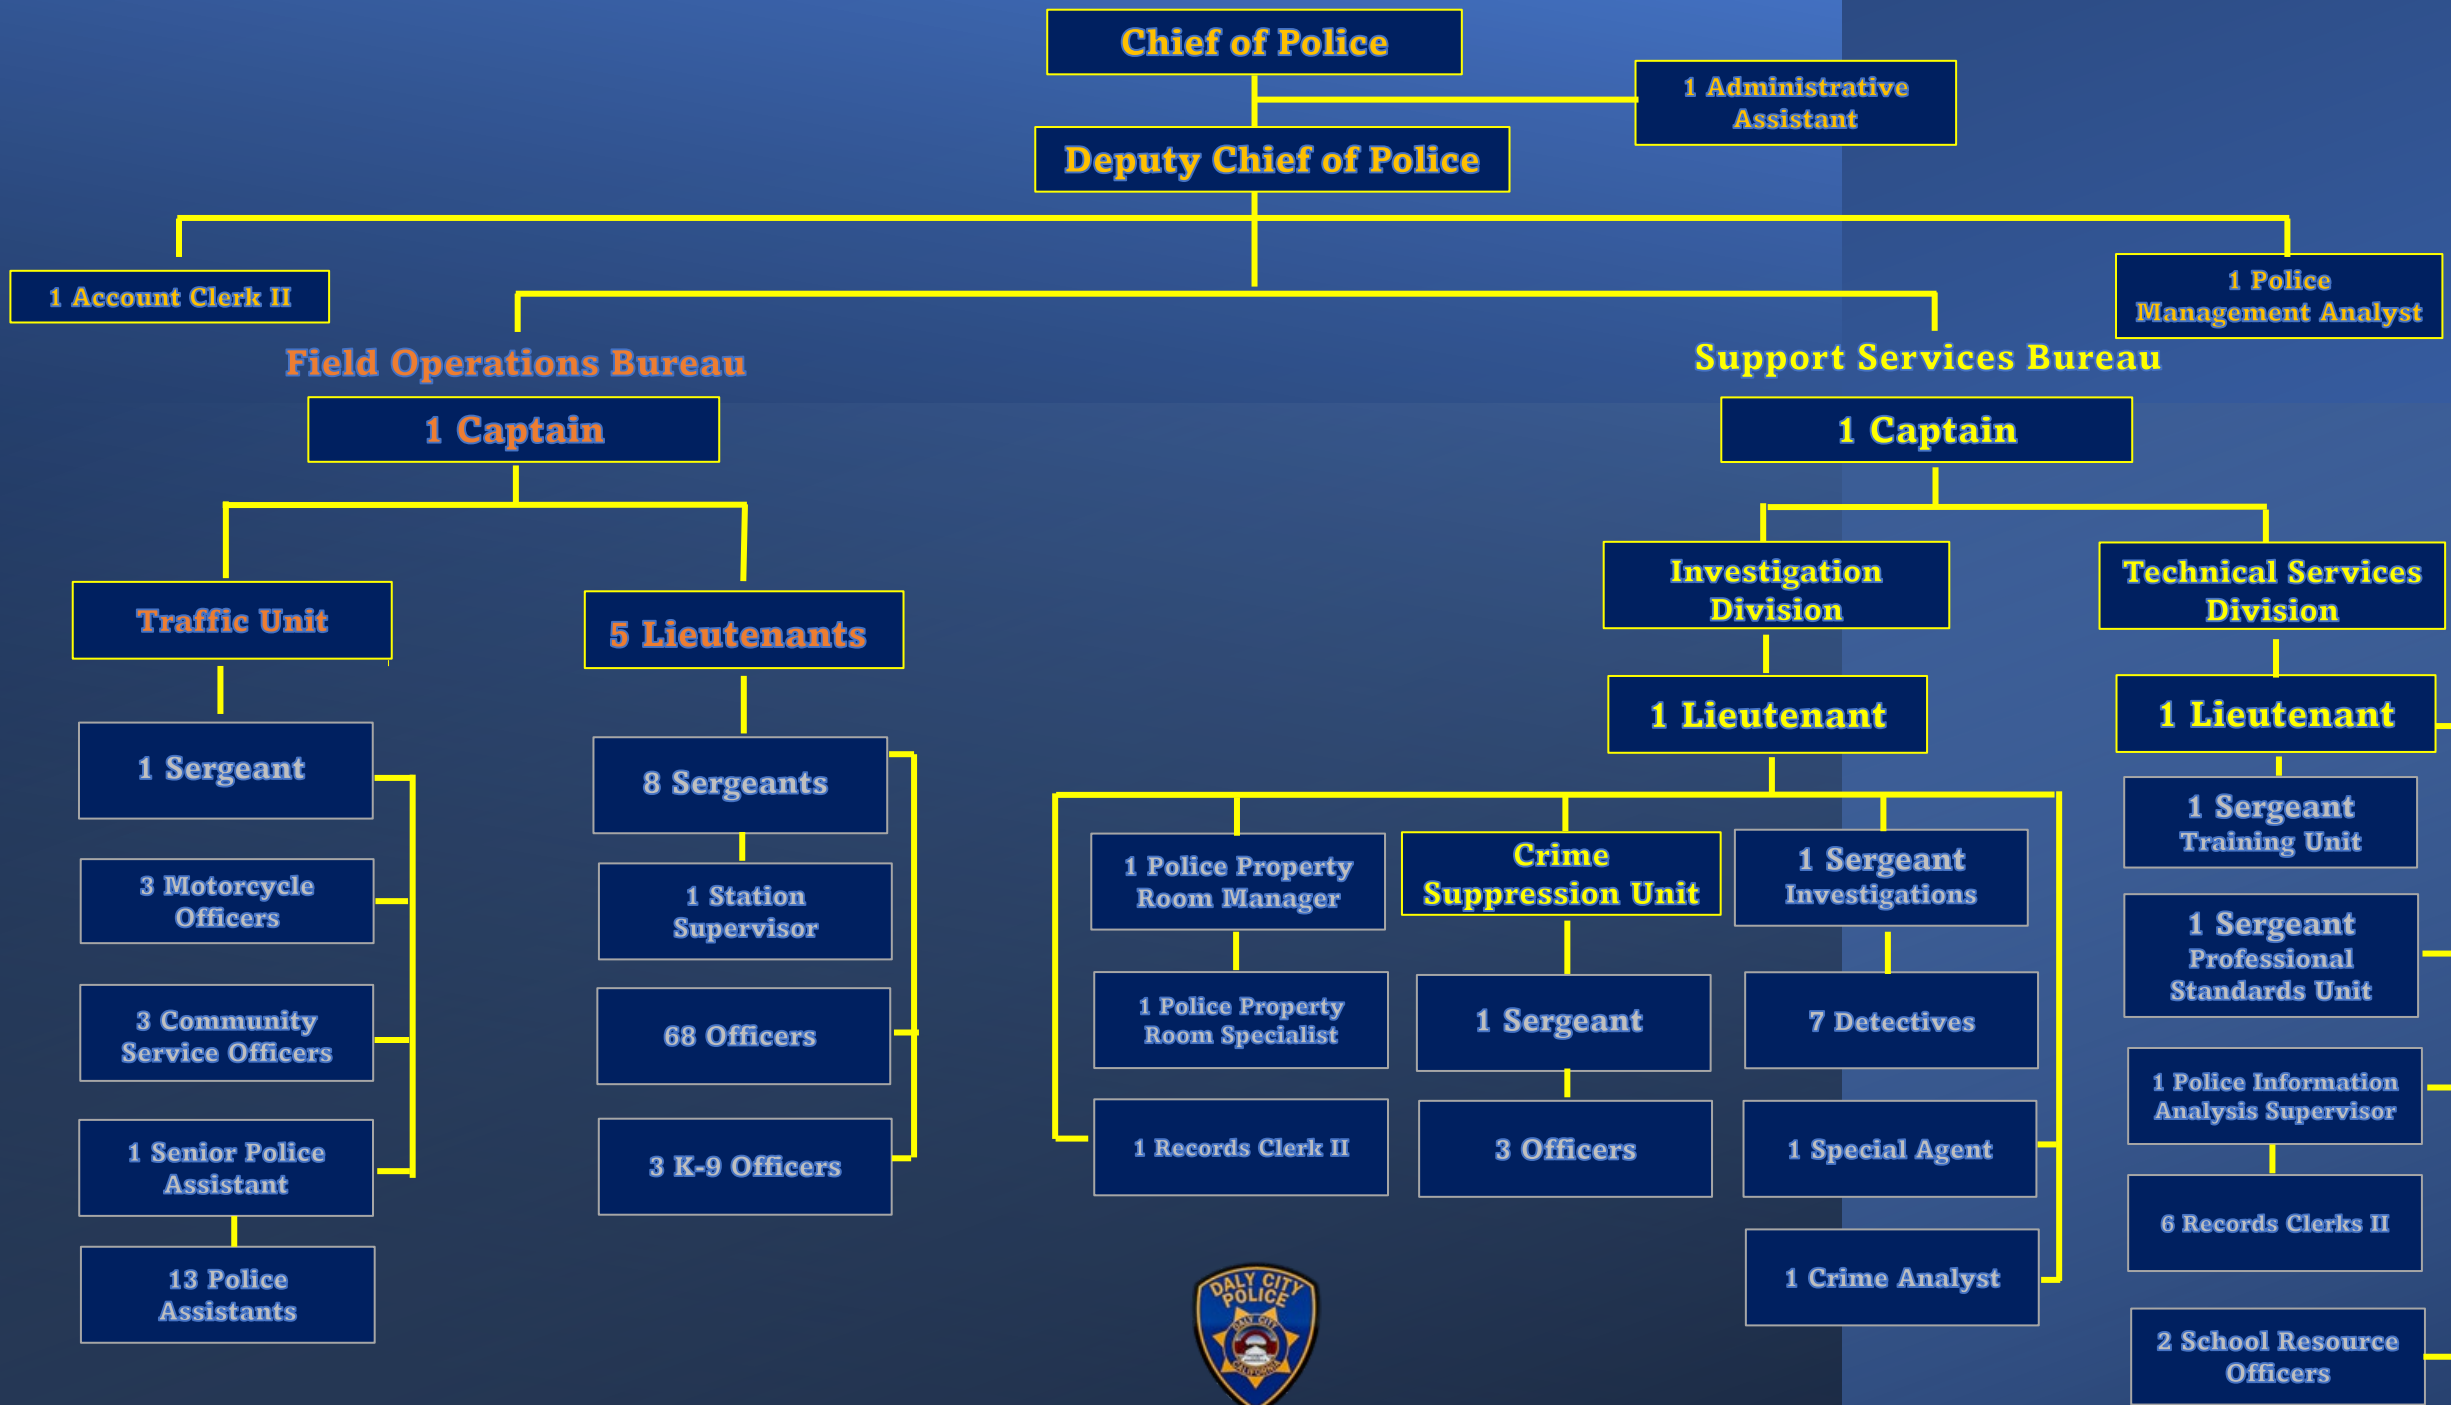 Chief of Police
1 Administrative
Assistant
Deputy Chief of Police
1 Account Clerk II
1 Police
Management Analyst
Field Operations Bureau
1 Captain
Traffic Unit
1 Sergeant
3 Motorcycle
Officers
3 Community
Service Officers
1 Senior Police
Assistant
13 Police
Assistants
5 Lieutenants
8 Sergeants
1 Station
Supervisor
68 Officers
3 K-9 Officers
Support Services Bureau
1 Captain
Investigation
Division
1 Lieutenant
1 Police Property
Room Manager
1 Police Property
Room Specialist
1 Records Clerk II
Crime
Suppression Unit
1 Sergeant
3 Officers
1 Sergeant
Investigations
7 Detectives
1 Special Agent
1 Crime Analyst
Technical Services
Division
1 Lieutenant
1 Sergeant
Training Unit
1 Sergeant
Professional
Standards Unit
1 Police Information
Analysis Supervisor
6 Records Clerks II
2 School Resource
Officers
DALY CITY
POLICE
DALY CITY
CALIFORNIA